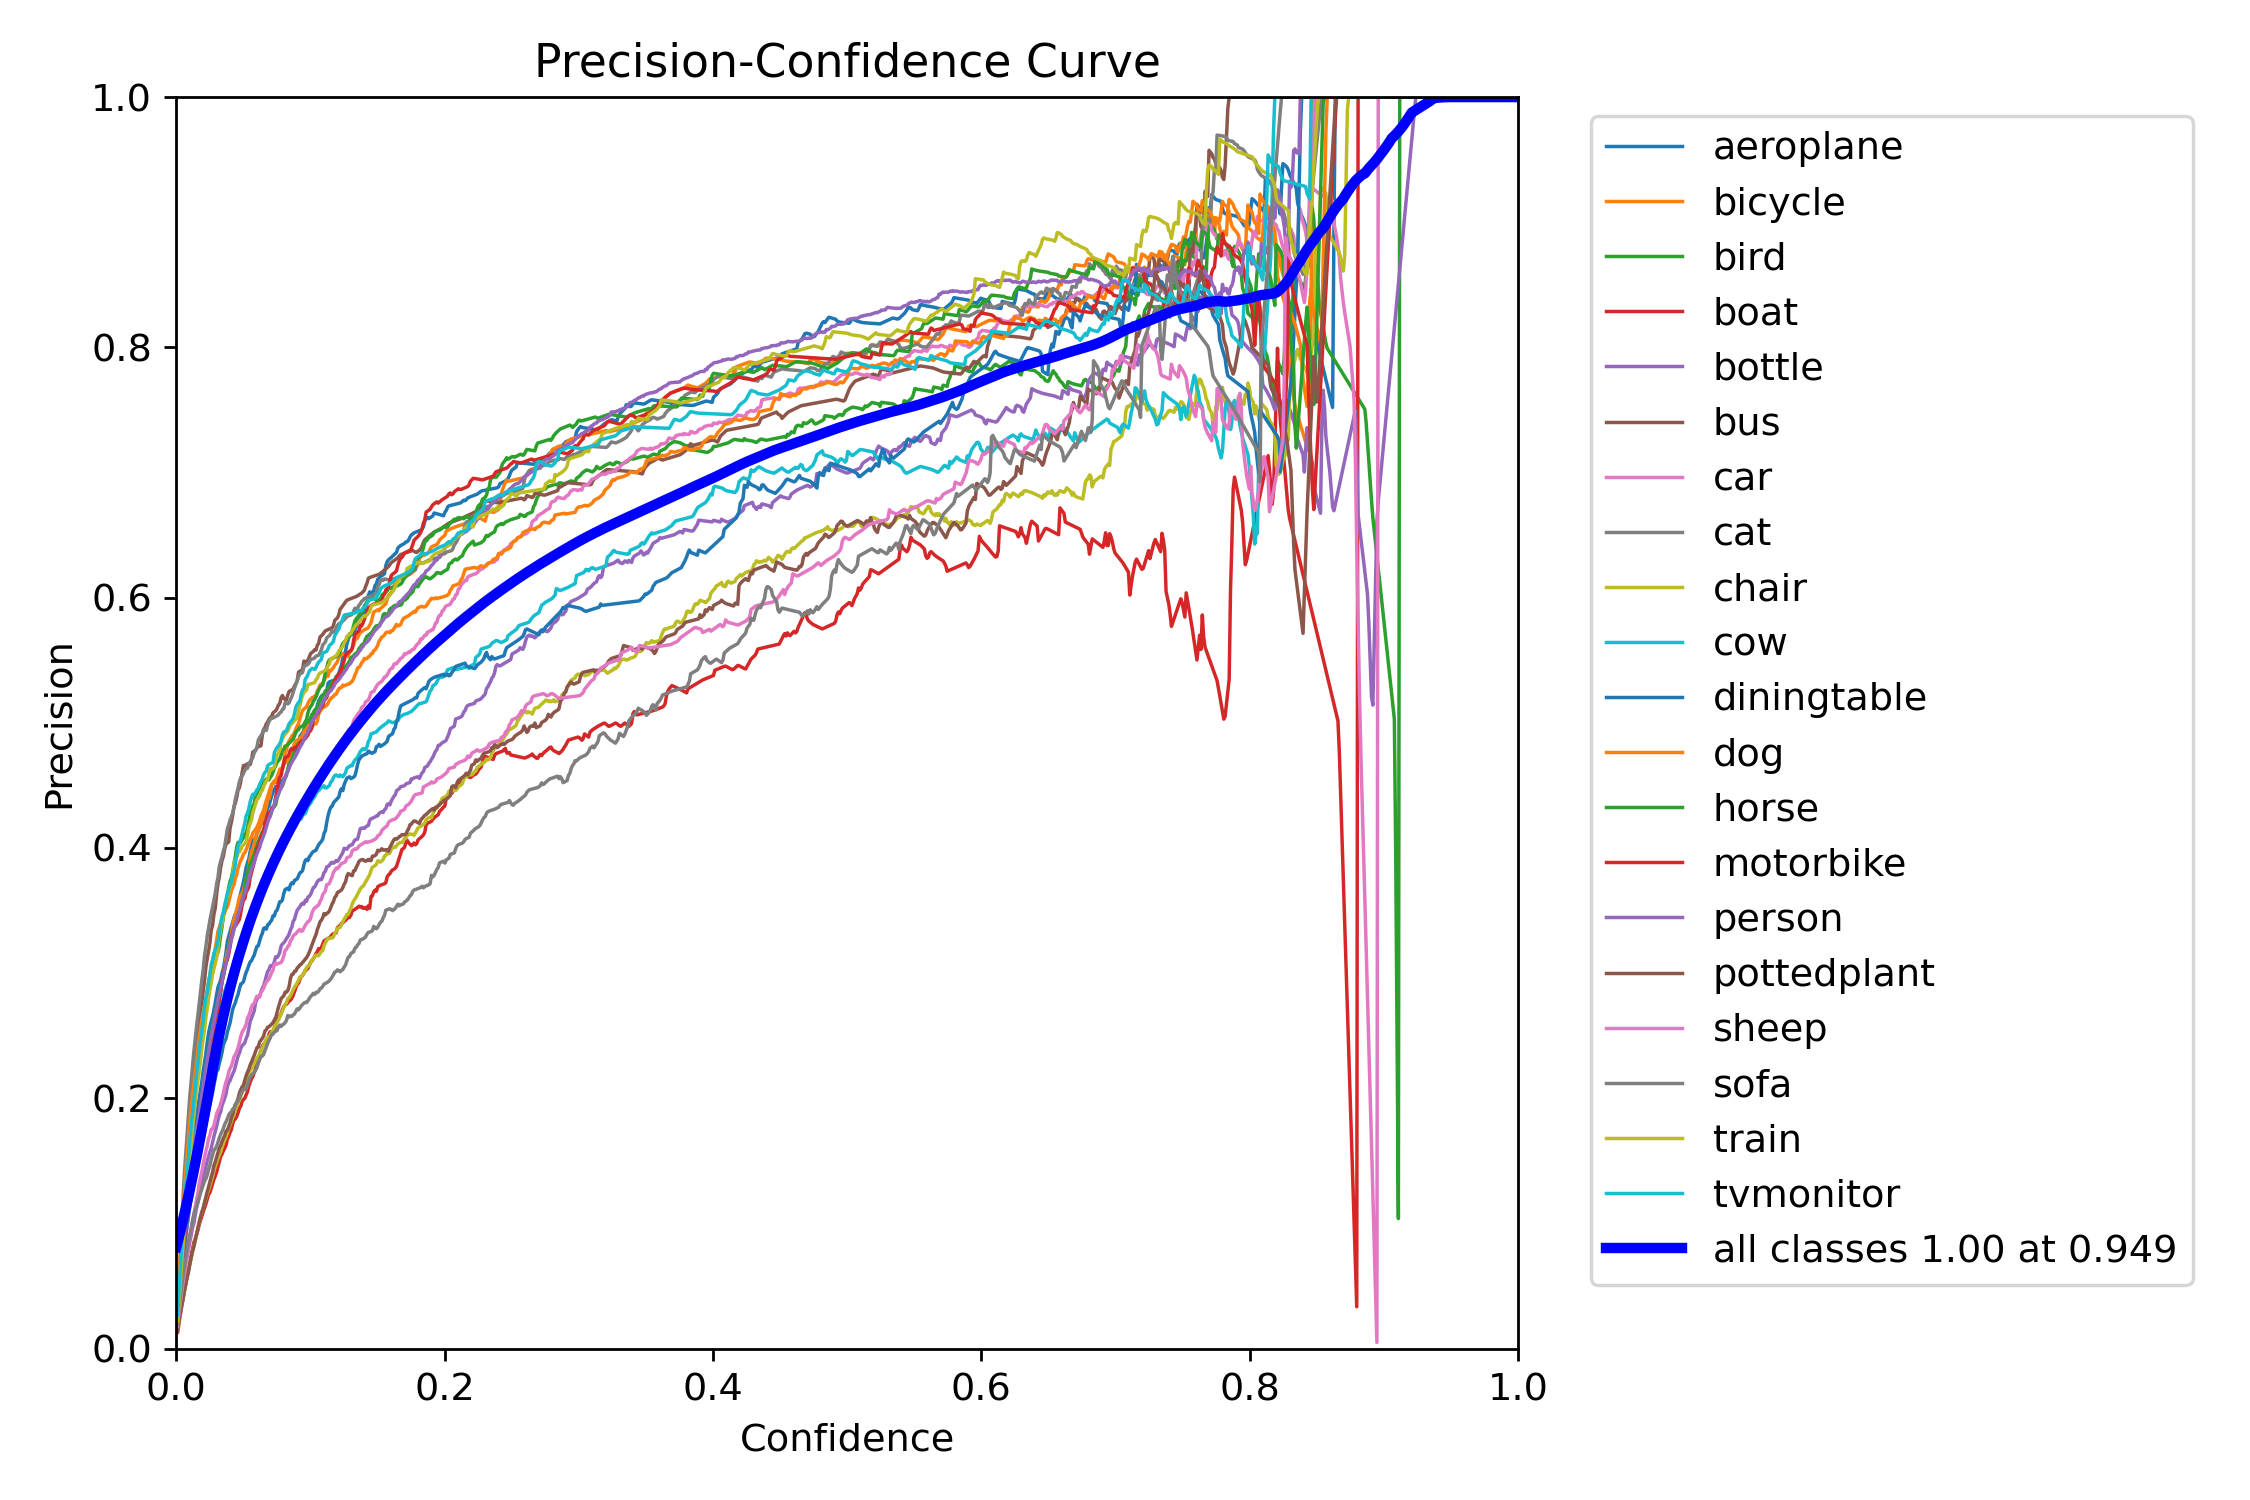 Precision-Confidence Curve
1.0
0.8
0.6
0.4
0.2
0.0
Precision
0.0 0.2 0.4 0.6 0.8 1.0
Confidence
aeroplane
bicycle
bird
boat
bottle
bus
car
cat
chair
cow
diningtable
dog
horse
motorbike
person
pottedplant
sheep
sofa
train
tvmonitor
all classes 1.00 at 0.949